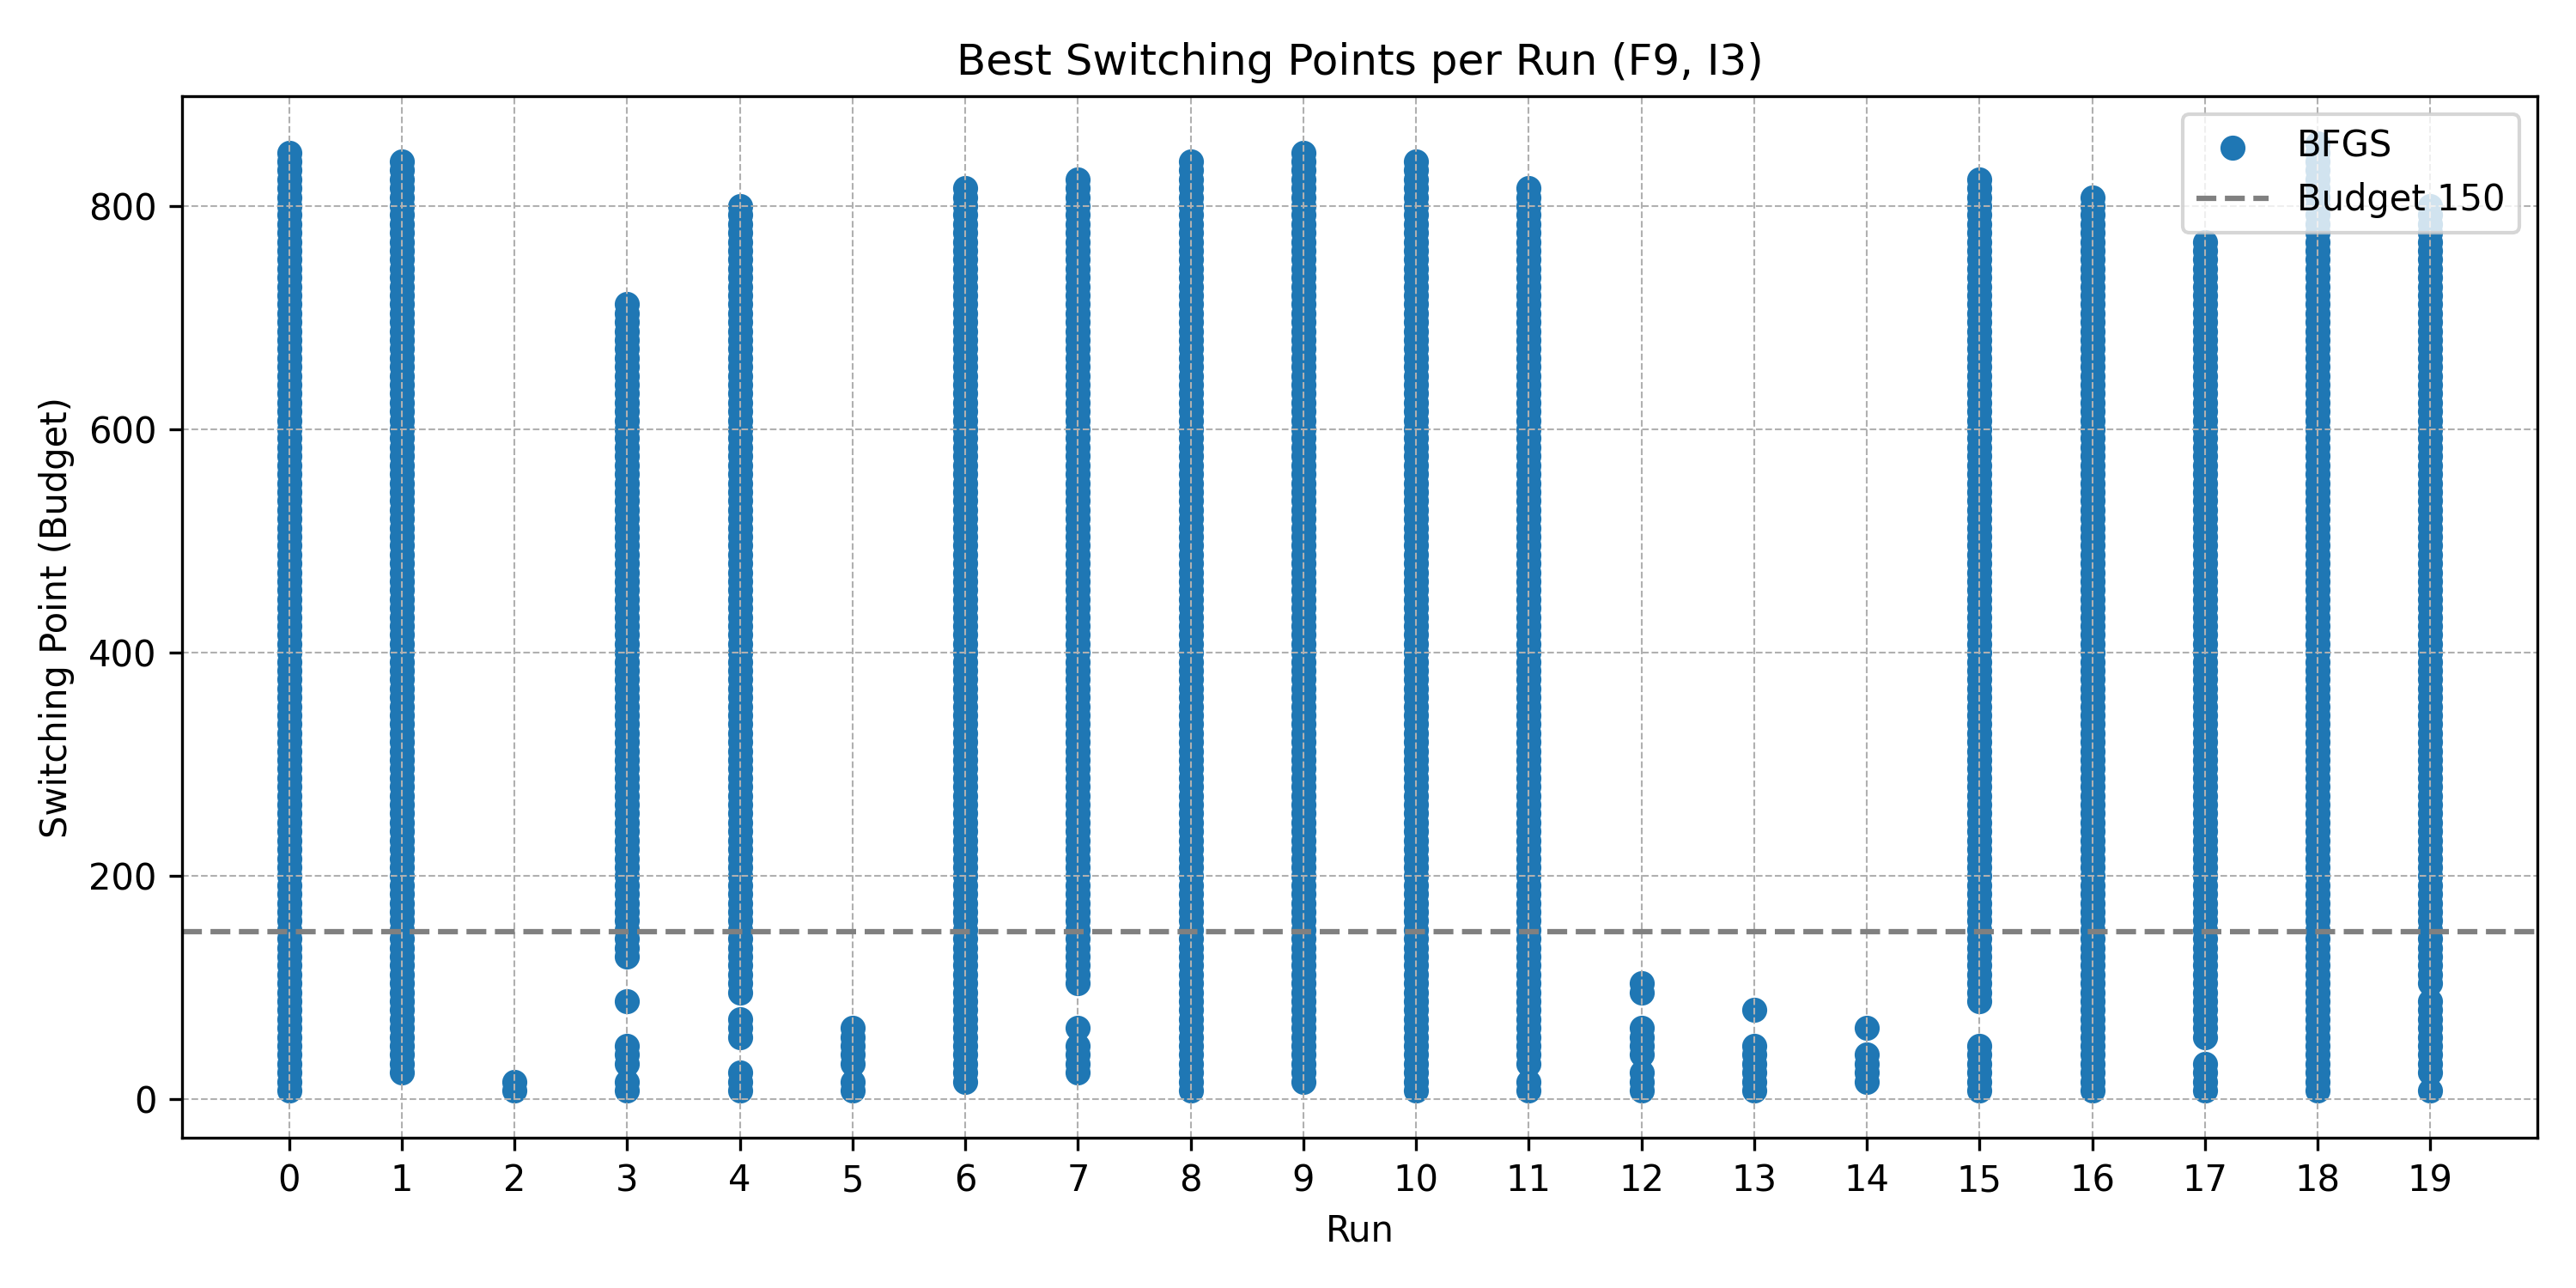 Best Switching Points per Run (F9, I3)
BFGS
Budget 150
Switching Point (Budget)
800
600
400
200
0
0 1 2 3 4 5 6 7 8 9 10 11 12 13 14 15 16 17 18 19
Run